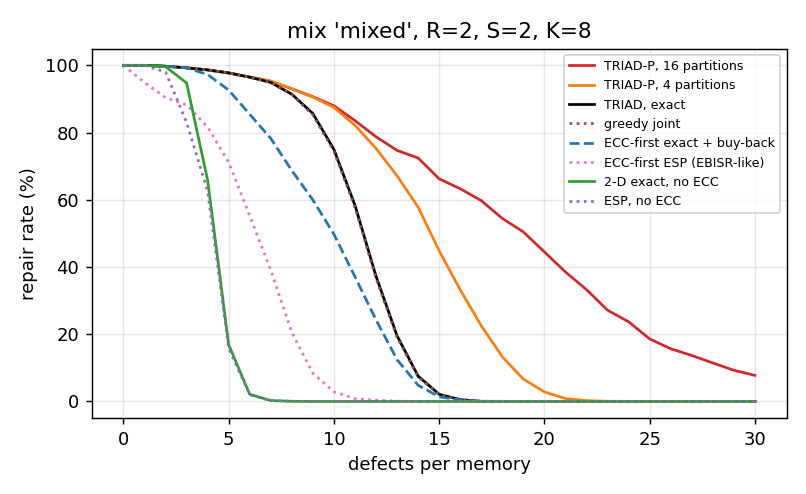 mix 'mixed', R=2, S=2, K=8
TRIAD-P, 16 partitions
TRIAD-P, 4 partitions
TRIAD, exact
greedy joint
ECC-first exact + buy-back
ECC-first ESP (EBISR-like)
2-D exact, no ECC
ESP, no ECC
repair rate (%)
100
80
60
40
20
0
0 5 10 15 20 25 30
defects per memory